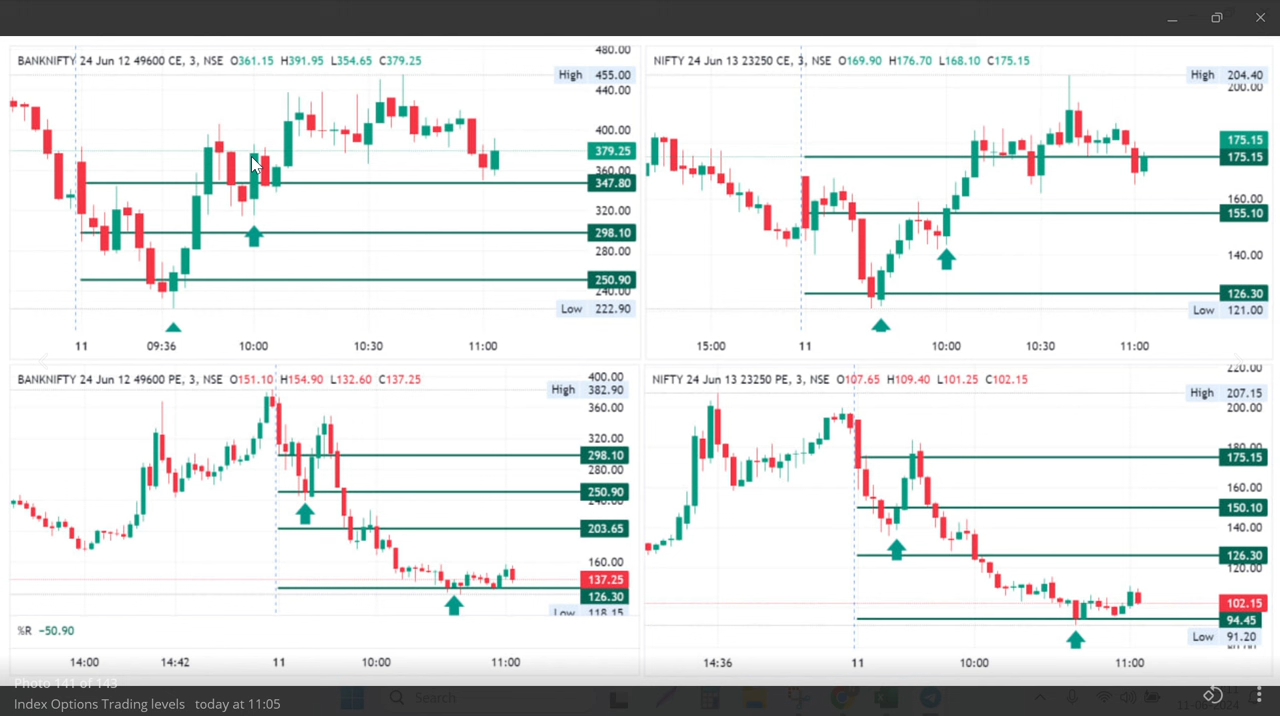 BANKNIFTY 24 Jun 12 49600 CE, 3, NSE O361.15 H391.95 L354.65 C379.25
480.00
High 455.00
440.00
400.00
379.25
360.00
347.80
320.00
298.10
280.00
250.90
240.00
Low 222.90
11 09:36 10:00 10:30 11:00
NIFTY 24 Jun 13 23250 CE, 3, NSE O169.90 H176.70 L168.10 C175.15
High 204.40
200.00
175.15
175.15
160.00
155.10
140.00
126.30
Low 121.00
15:00 11 10:00 10:30 11:00
BANKNIFTY 24 Jun 12 49600 PE, 3, NSE O151.10 H154.90 L132.60 C137.25
400.00
High 382.90
360.00
320.00
298.10
280.00
250.90
240.00
203.65
160.00
137.25
126.30
Low 118.15
%R −50.90
14:00 14:42 11 10:00 11:00
NIFTY 24 Jun 13 23250 PE, 3, NSE O107.65 H109.40 L101.25 C102.15
220.00
High 207.15
200.00
180.00
175.15
160.00
150.10
140.00
126.30
120.00
102.15
94.45
Low 91.20
14:36 11 10:00 11:00
Photo 141 of 143
Index Options Trading levels today at 11:05
Search